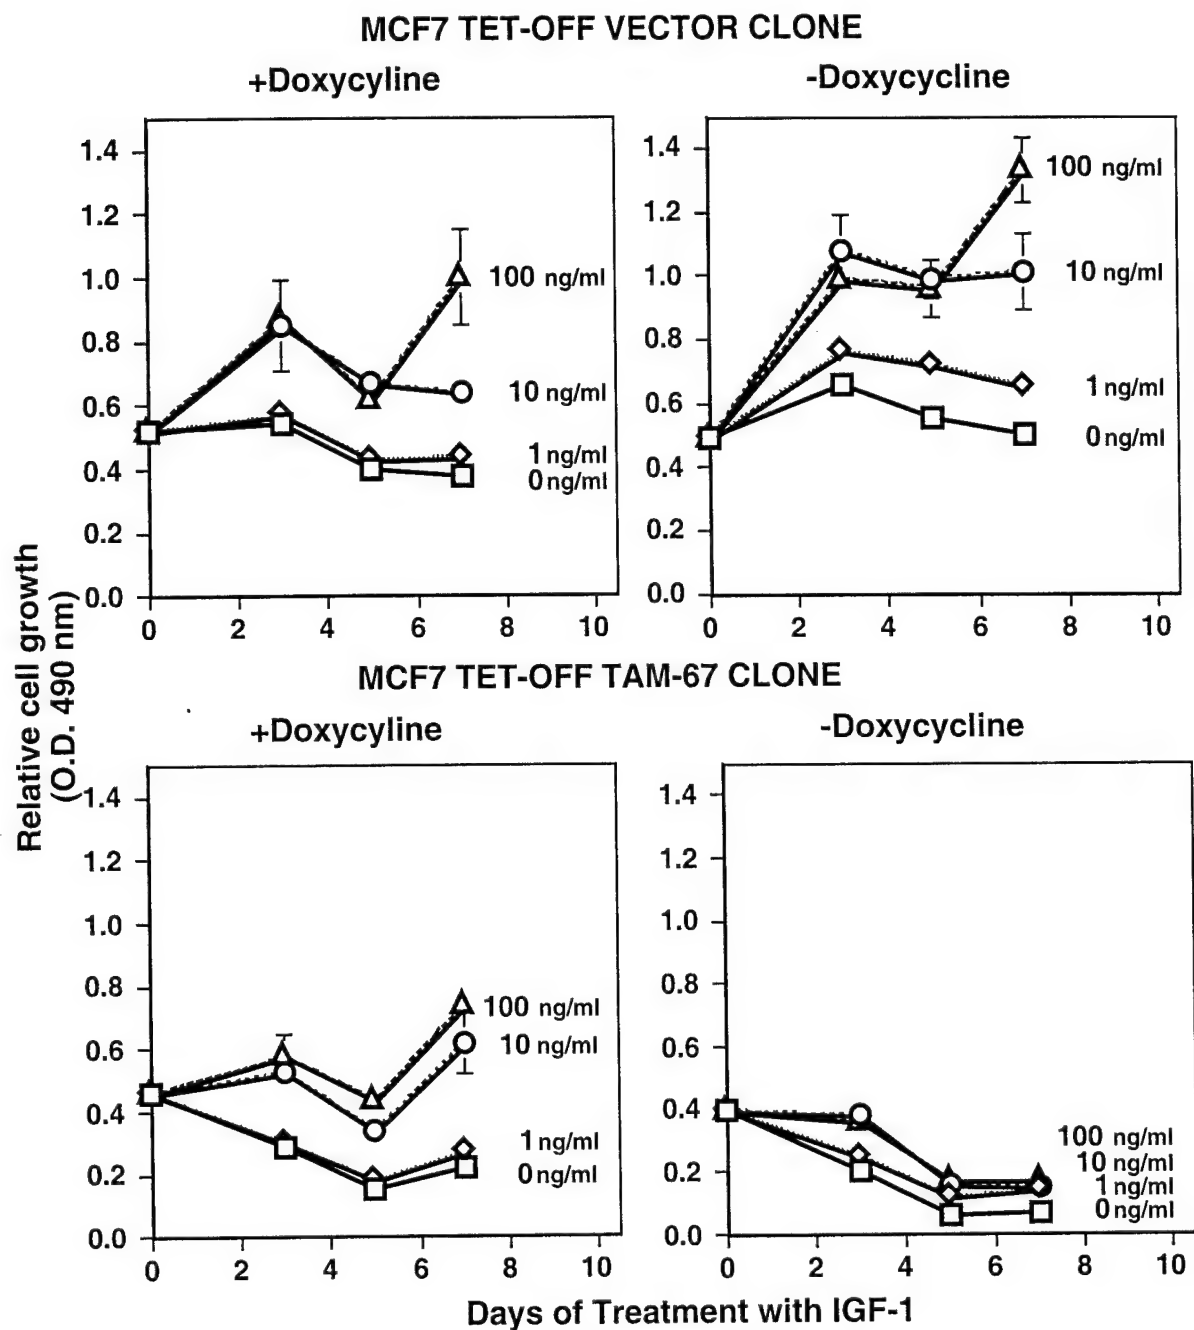 MCF7 TET-OFF VECTOR CLONE
+Doxycyline
-Doxycycline
1.4
1.2
1.0
0.8
0.6
0.4
0.2
0.0
0 2 4 6 8 10
100 ng/ml
10 ng/ml
1 ng/ml
0 ng/ml
1.4
1.2
1.0
0.8
0.6
0.4
0.2
0.0
0 2 4 6 8 10
100 ng/ml
10 ng/ml
1 ng/ml
0 ng/ml
Relative cell growth
(O.D. 490 nm)
MCF7 TET-OFF TAM-67 CLONE
+Doxycyline
-Doxycycline
1.4
1.2
1.0
0.8
0.6
0.4
0.2
0.0
0 2 4 6 8 10
100 ng/ml
10 ng/ml
1 ng/ml
0 ng/ml
1.4
1.2
1.0
0.8
0.6
0.4
0.2
0.0
0 2 4 6 8 10
100 ng/ml
10 ng/ml
1 ng/ml
0 ng/ml
Days of Treatment with IGF-1